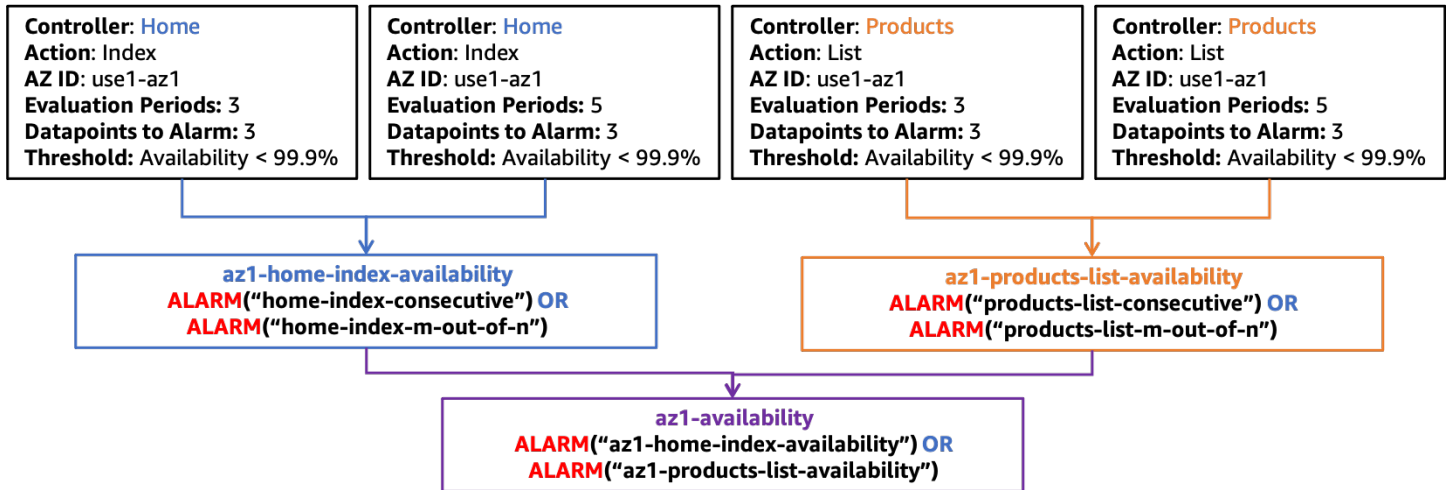 Controller: Home
Action: Index
AZ ID: use1-az1
Evaluation Periods: 3
Datapoints to Alarm: 3
Threshold: Availability < 99.9%
Controller: Home
Action: Index
AZ ID: use1-az1
Evaluation Periods: 5
Datapoints to Alarm: 3
Threshold: Availability < 99.9%
Controller: Products
Action: List
AZ ID: use1-az1
Evaluation Periods: 3
Datapoints to Alarm: 3
Threshold: Availability < 99.9%
Controller: Products
Action: List
AZ ID: use1-az1
Evaluation Periods: 5
Datapoints to Alarm: 3
Threshold: Availability < 99.9%
az1-home-index-availability
ALARM(“home-index-consecutive”) OR
ALARM(“home-index-m-out-of-n”)
az1-products-list-availability
ALARM(“products-list-consecutive”) OR
ALARM(“products-list-m-out-of-n”)
az1-availability
ALARM(“az1-home-index-availability”) OR
ALARM(“az1-products-list-availability”)